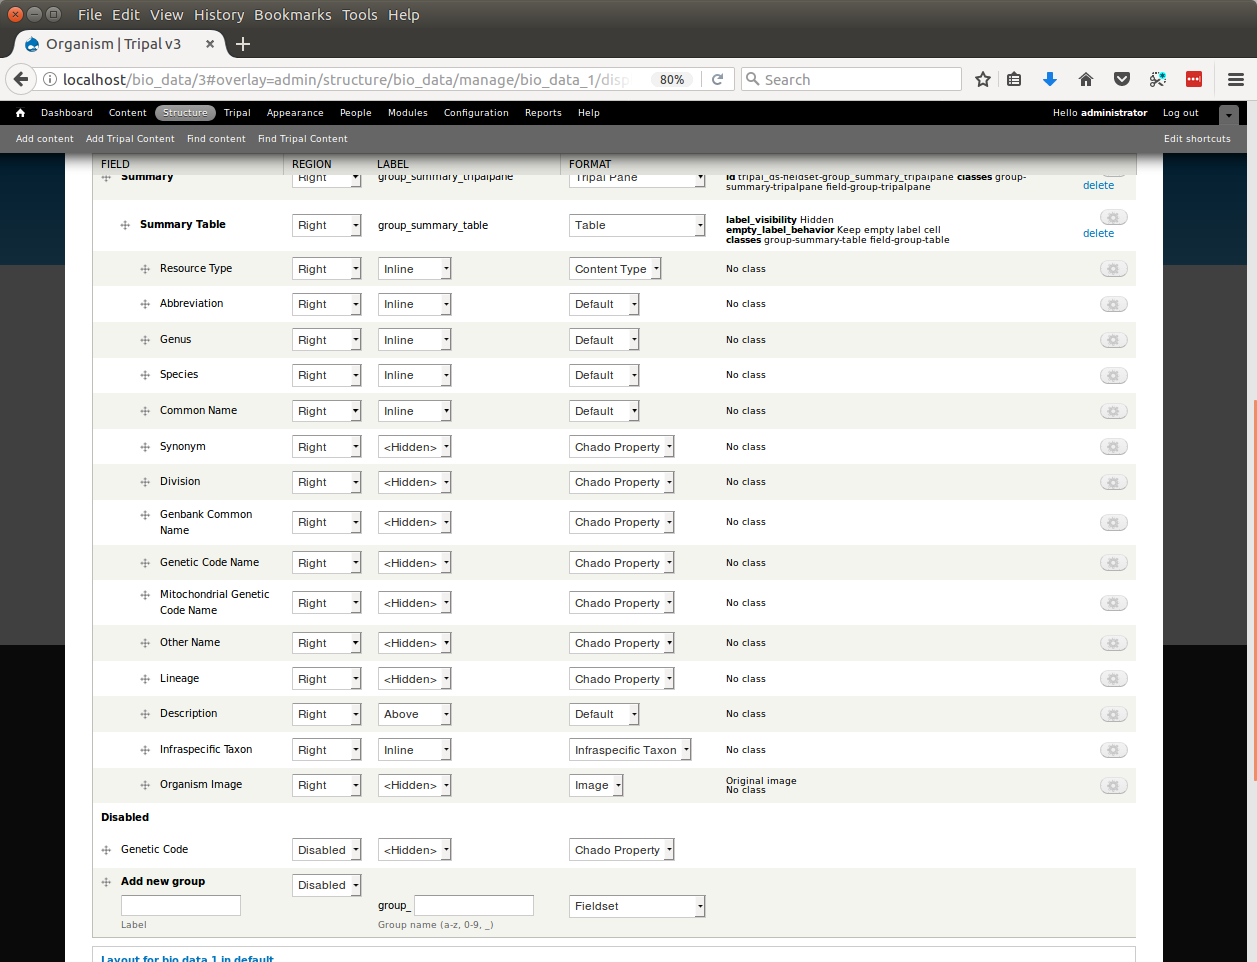 File Edit View History Bookmarks Tools Help
Organism | Tripal v3
localhost/bio_data/3#overlay=admin/structure/bio_data/manage/bio_data_1/disp 80% Search
Dashboard Content Structure Tripal Appearance People Modules Configuration Reports Help Hello administrator Log out
Add content Add Tripal Content Find content Find Tripal Content Edit shortcuts
FIELD REGION LABEL FORMAT
Summary Right group_summary_tripalpane Tripal Pane id tripal_ds-fieldset-group_summary_tripalpane classes group-
summary-tripalpane field-group-tripalpane delete
Summary Table Right group_summary_table Table label_visibility Hidden
empty_label_behavior Keep empty label cell
classes group-summary-table field-group-table delete
Resource Type Right Inline Content Type No class
Abbreviation Right Inline Default No class
Genus Right Inline Default No class
Species Right Inline Default No class
Common Name Right Inline Default No class
Synonym Right <Hidden> Chado Property No class
Division Right <Hidden> Chado Property No class
Genbank Common
Name Right <Hidden> Chado Property No class
Genetic Code Name Right <Hidden> Chado Property No class
Mitochondrial Genetic
Code Name Right <Hidden> Chado Property No class
Other Name Right <Hidden> Chado Property No class
Lineage Right <Hidden> Chado Property No class
Description Right Above Default No class
Infraspecific Taxon Right Inline Infraspecific Taxon No class
Organism Image Right <Hidden> Image Original image
No class
Disabled
Genetic Code Disabled <Hidden> Chado Property
Add new group Disabled
group_ Fieldset
Label Group name (a-z, 0-9, _)
Layout for bio data 1 in default